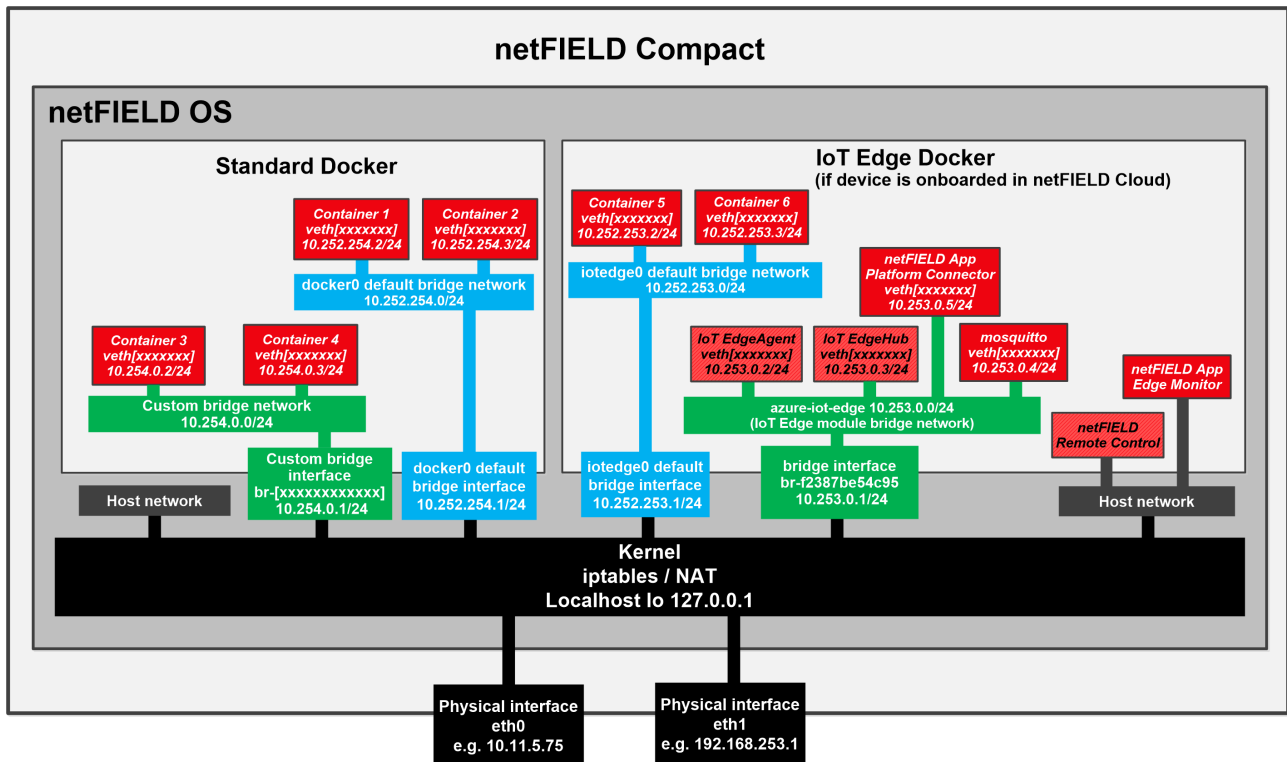 netFIELD Compact
netFIELD OS
Standard Docker
IoT Edge Docker
(if device is onboarded in netFIELD Cloud)
Container 1
veth[xxxxxxx]
10.252.254.2/24
Container 2
veth[xxxxxxx]
10.252.254.3/24
docker0 default bridge network
10.252.254.0/24
Container 3
veth[xxxxxxx]
10.254.0.2/24
Container 4
veth[xxxxxxx]
10.254.0.3/24
Custom bridge network
10.254.0.0/24
Container 5
veth[xxxxxxx]
10.252.253.2/24
Container 6
veth[xxxxxxx]
10.252.253.3/24
iotedge0 default bridge network
10.252.253.0/24
netFIELD App
Platform Connector
veth[xxxxxxx]
10.253.0.5/24
IoT EdgeAgent
veth[xxxxxxx]
10.253.0.2/24
IoT EdgeHub
veth[xxxxxxx]
10.253.0.3/24
mosquitto
veth[xxxxxxx]
10.253.0.4/24
netFIELD App
Edge Monitor
azure-iot-edge 10.253.0.0/24
(IoT Edge module bridge network)
netFIELD
Remote Control
Host network
Custom bridge
interface
br-[xxxxxxxxxxxx]
10.254.0.1/24
docker0 default
bridge interface
10.252.254.1/24
iotedge0 default
bridge interface
10.252.253.1/24
bridge interface
br-f2387be54c95
10.253.0.1/24
Host network
Kernel
iptables / NAT
Localhost lo 127.0.0.1
Physical interface
eth0
e.g. 10.11.5.75
Physical interface
eth1
e.g. 192.168.253.1